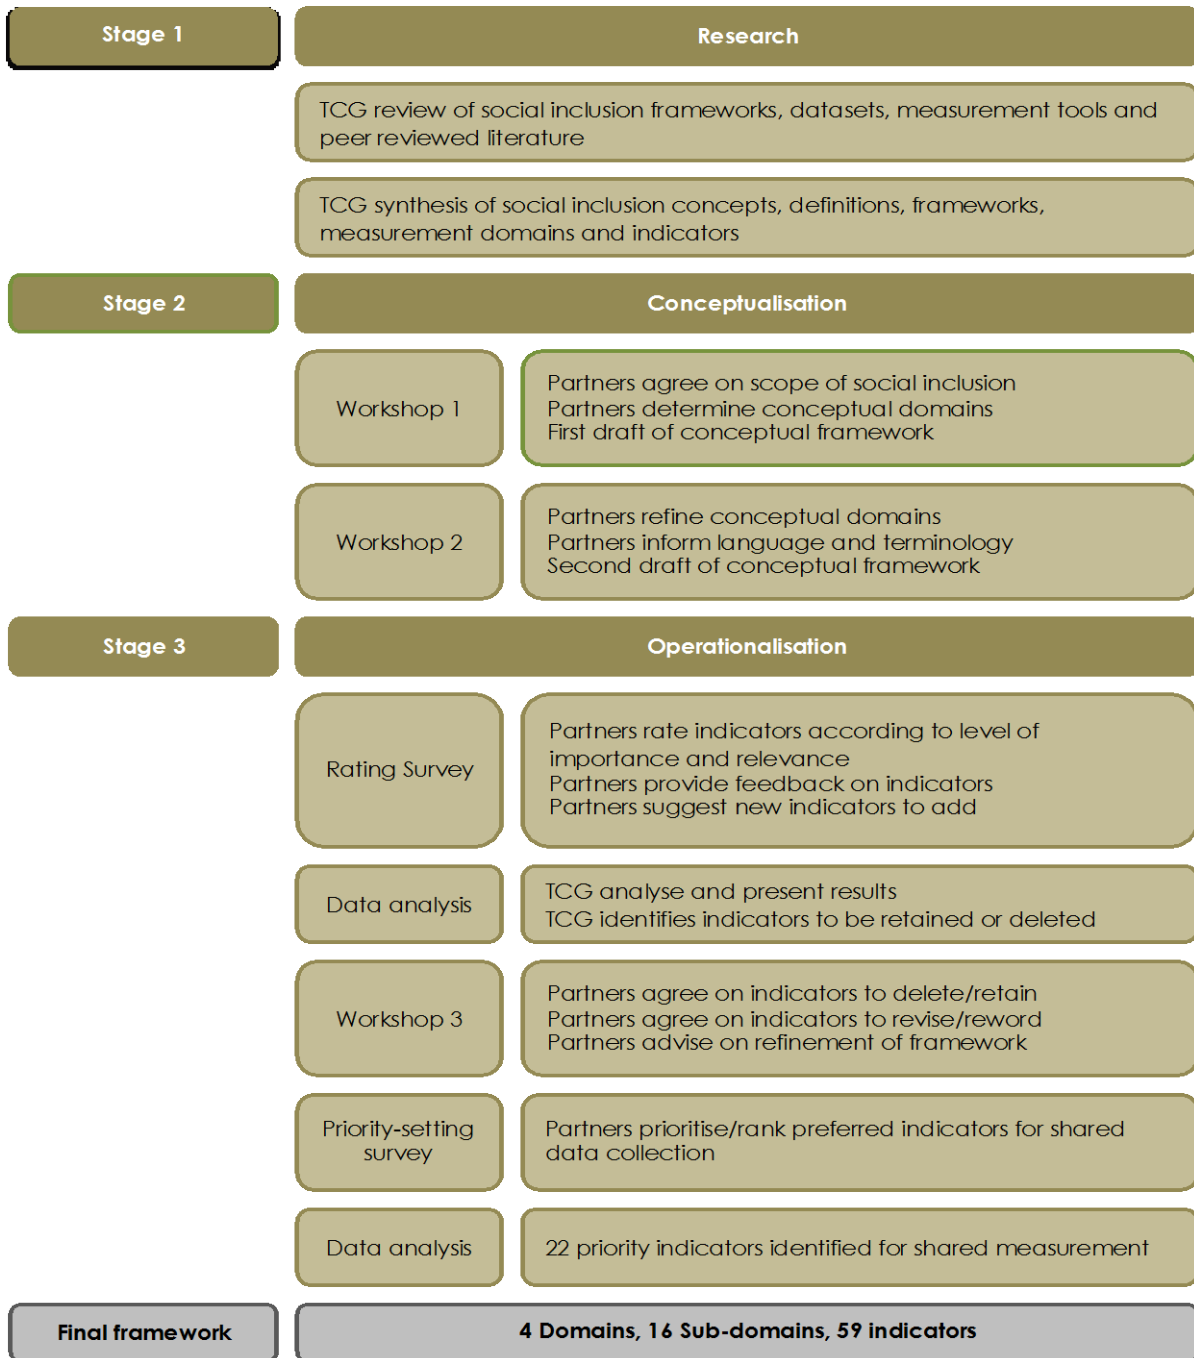 Stage 1
Research
TCG review of social inclusion frameworks, datasets, measurement tools and
peer reviewed literature
TCG synthesis of social inclusion concepts, definitions, frameworks,
measurement domains and indicators
Stage 2
Conceptualisation
Workshop 1
Partners agree on scope of social inclusion
Partners determine conceptual domains
First draft of conceptual framework
Workshop 2
Partners refine conceptual domains
Partners inform language and terminology
Second draft of conceptual framework
Stage 3
Operationalisation
Rating Survey
Partners rate indicators according to level of
importance and relevance
Partners provide feedback on indicators
Partners suggest new indicators to add
Data analysis
TCG analyse and present results
TCG identifies indicators to be retained or deleted
Workshop 3
Partners agree on indicators to delete/retain
Partners agree on indicators to revise/reword
Partners advise on refinement of framework
Priority-setting
survey
Partners prioritise/rank preferred indicators for shared
data collection
Data analysis
22 priority indicators identified for shared measurement
Final framework
4 Domains, 16 Sub-domains, 59 indicators